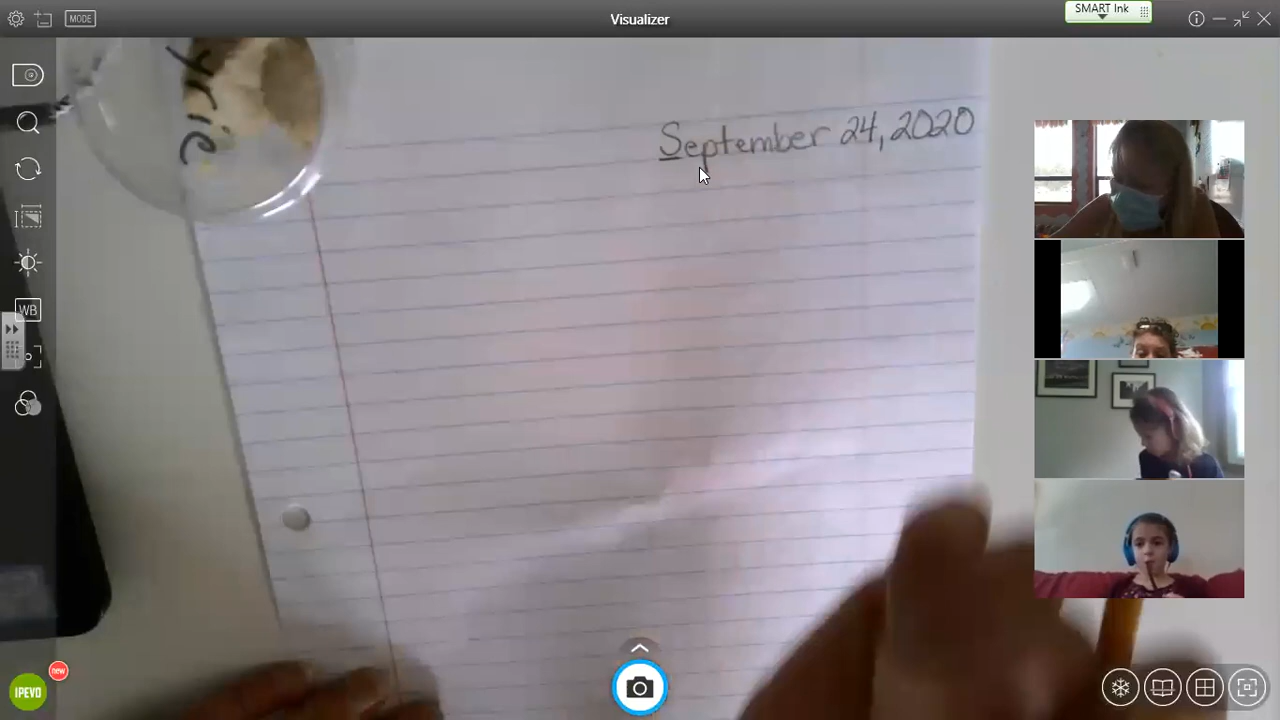 Visualizer
SMART Ink
MODE
September 24, 2020
WB
new
IPEVO